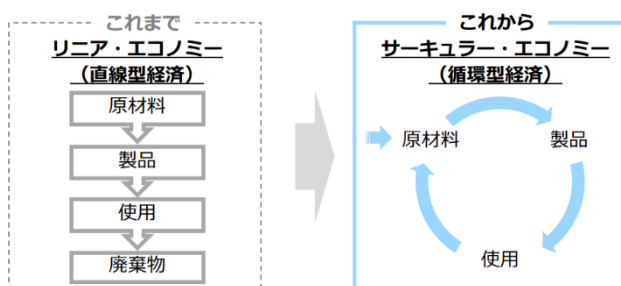 これまで
リニア・エコノミー
（直線型経済）
原材料
製品
使用
廃棄物
これから
サーキュラー・エコノミー
（循環型経済）
原材料
製品
使用